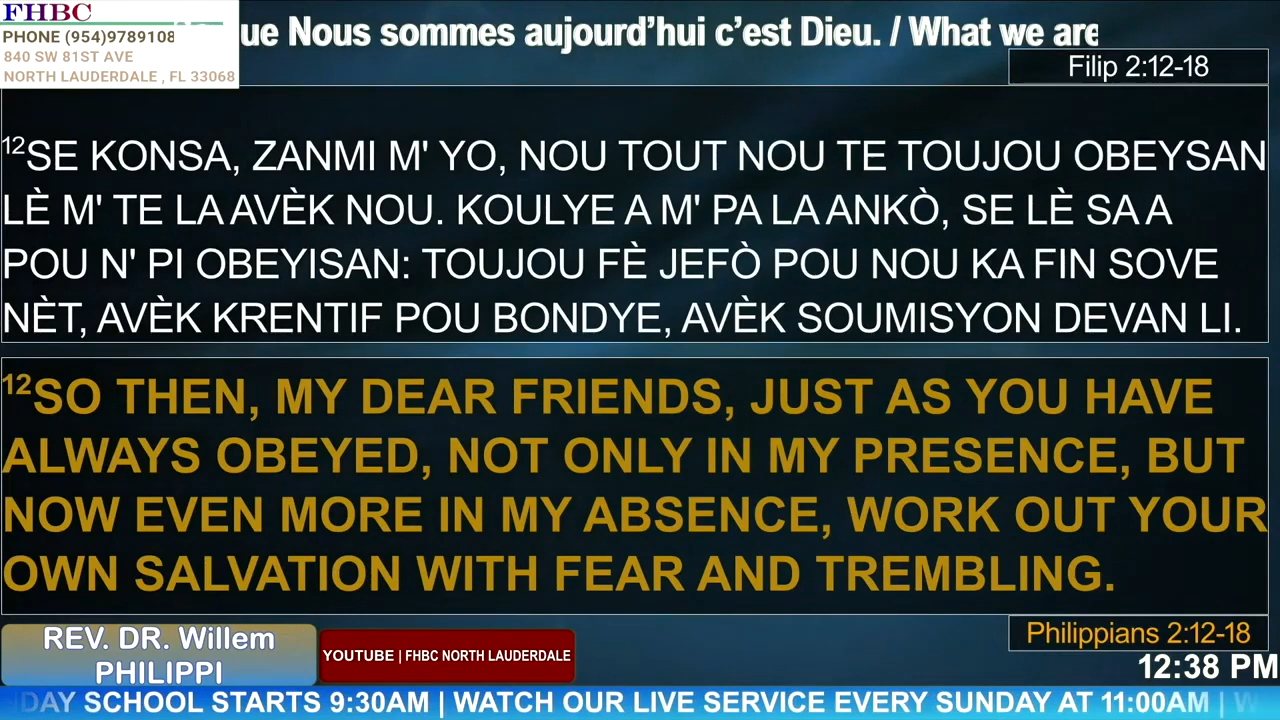 FHBC
PHONE (954)9789108
840 SW 81ST AVE
NORTH LAUDERDALE , FL 33068
Nous sommes aujourd’hui c’est Dieu. / What we are
Filip 2:12-18
12SE KONSA, ZANMI M' YO, NOU TOUT NOU TE TOUJOU OBEYSAN
LÈ M' TE LA AVÈK NOU. KOULYE A M' PA LA ANKÒ, SE LÈ SA A
POU N' PI OBEYISAN: TOUJOU FÈ JEFÒ POU NOU KA FIN SOVE
NÈT, AVÈK KRENTIF POU BONDYE, AVÈK SOUMISYON DEVAN LI.
12SO THEN, MY DEAR FRIENDS, JUST AS YOU HAVE
ALWAYS OBEYED, NOT ONLY IN MY PRESENCE, BUT
NOW EVEN MORE IN MY ABSENCE, WORK OUT YOUR
OWN SALVATION WITH FEAR AND TREMBLING.
Philippians 2:12-18
REV. DR. Willem
PHILIPPI
YOUTUBE | FHBC NORTH LAUDERDALE
12:38 PM
DAY SCHOOL STARTS 9:30AM | WATCH OUR LIVE SERVICE EVERY SUNDAY AT 11:00AM |